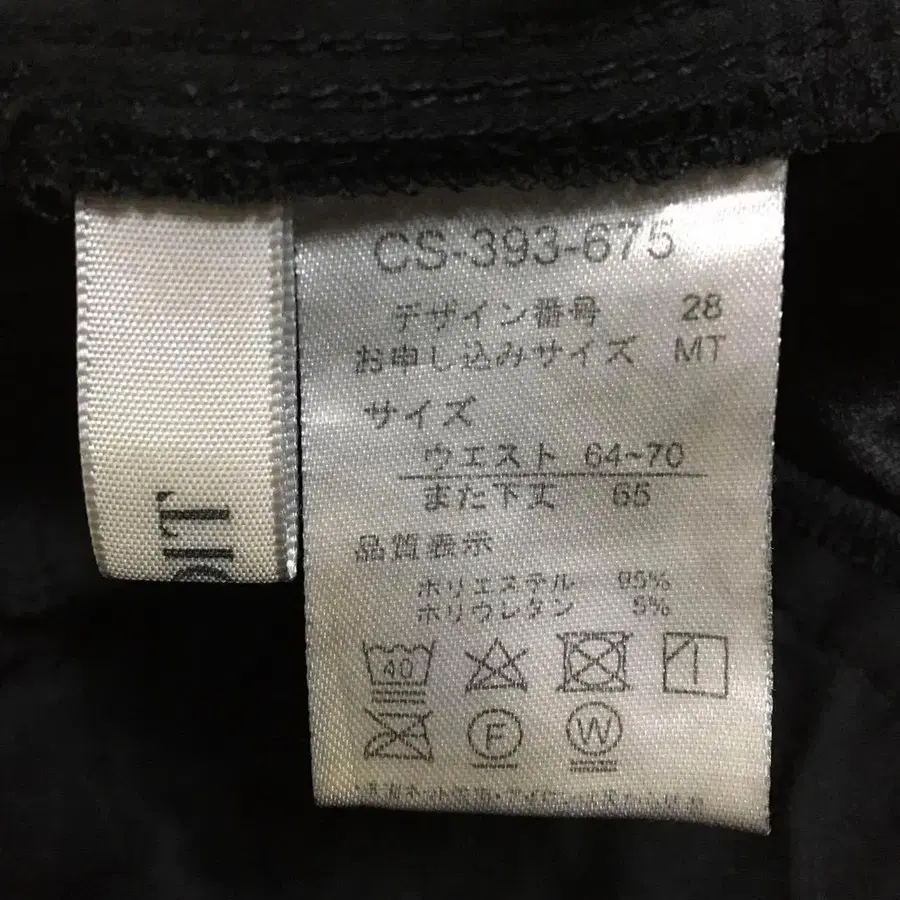 CS-393-675
デザイン番号 28
お申し込みサイズ MT
サイズ
ウエスト 64~70
また下丈 65
品質表示
ポリエステル 95%
ポリウレタン 5%
40
F
W
DIT